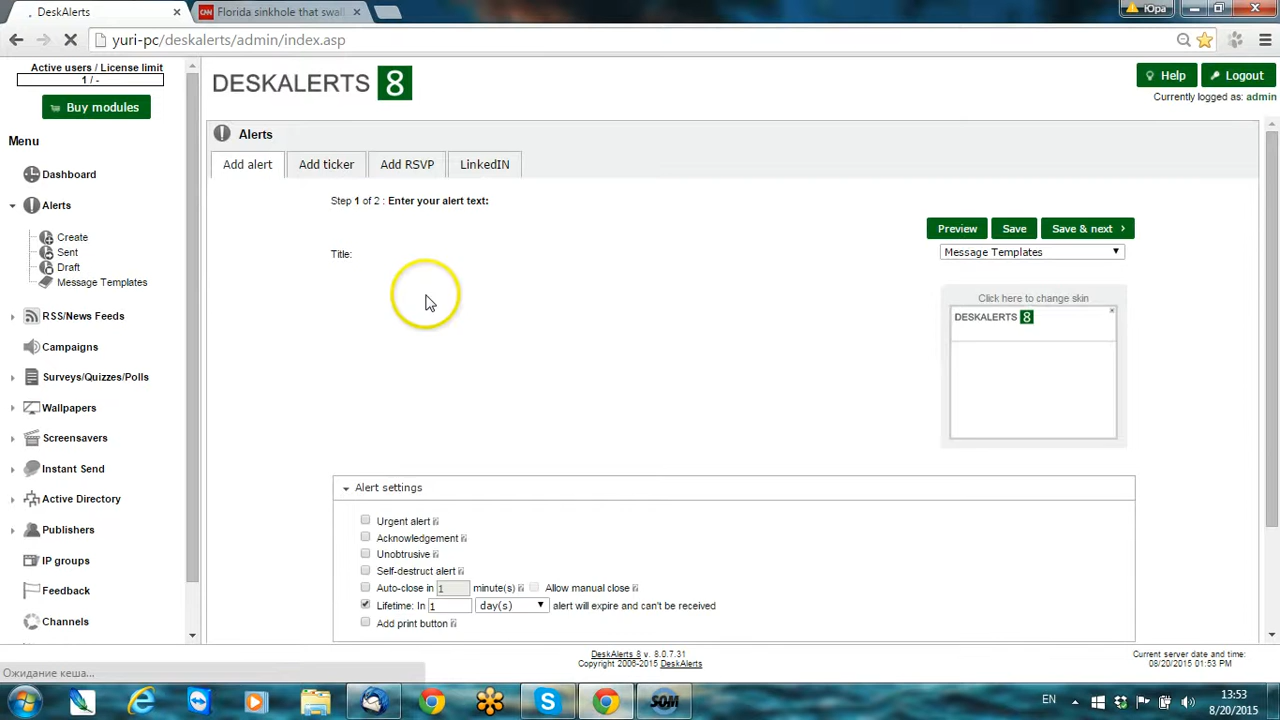 DeskAlerts
CNN
Florida sinkhole that swall
Юра
yuri-pc/deskalerts/admin/index.asp
Active users / License limit
1 / -
Buy modules
Menu
Dashboard
Alerts
Create
Sent
Draft
Message Templates
RSS/News Feeds
Campaigns
Surveys/Quizzes/Polls
Wallpapers
Screensavers
Instant Send
Active Directory
Publishers
IP groups
Feedback
Channels
DESKALERTS 8
Help
Logout
Currently logged as: admin
Alerts
Add alert
Add ticker
Add RSVP
LinkedIN
Step 1 of 2 : Enter your alert text:
Preview
Save
Save & next
Title:
Message Templates
Click here to change skin
DESKALERTS 8
Alert settings
Urgent alert
Acknowledgement
Unobtrusive
Self-destruct alert
Auto-close in 1 minute(s) Allow manual close
Lifetime: In 1 day(s) alert will expire and can't be received
Add print button
DeskAlerts 8 v. 8.0.7.31
Copyright 2006-2015 DeskAlerts
Current server date and time:
08/20/2015 01:53 PM
Ожидание кеша...
SOM
EN
13:53
8/20/2015